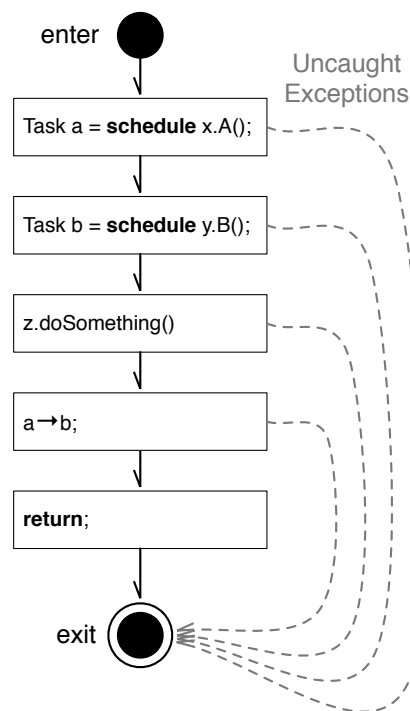 enter
Uncaught
Exceptions
Task a = schedule x.A();
Task b = schedule y.B();
z.doSomething()
a→b;
return;
exit